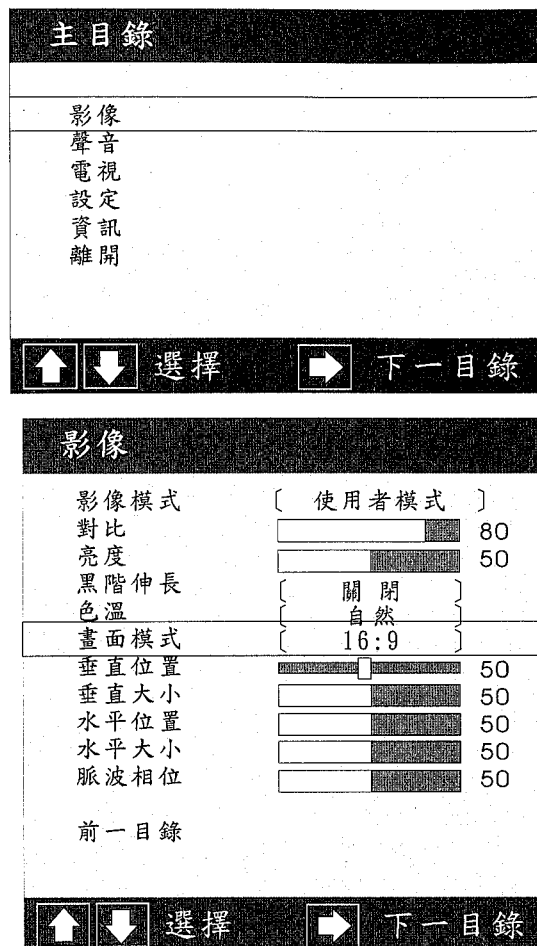 主目錄
影像
聲音
電視
設定
資訊
離開
選擇 下一目錄
影像
影像模式 〔 使用者模式 〕
對比 80
亮度 50
黑階伸長 〔 關閉 〕
色溫 〔 自然 〕
畫面模式 〔 16:9 〕
垂直位置 50
垂直大小 50
水平位置 50
水平大小 50
脈波相位 50
前一目錄
選擇 下一目錄